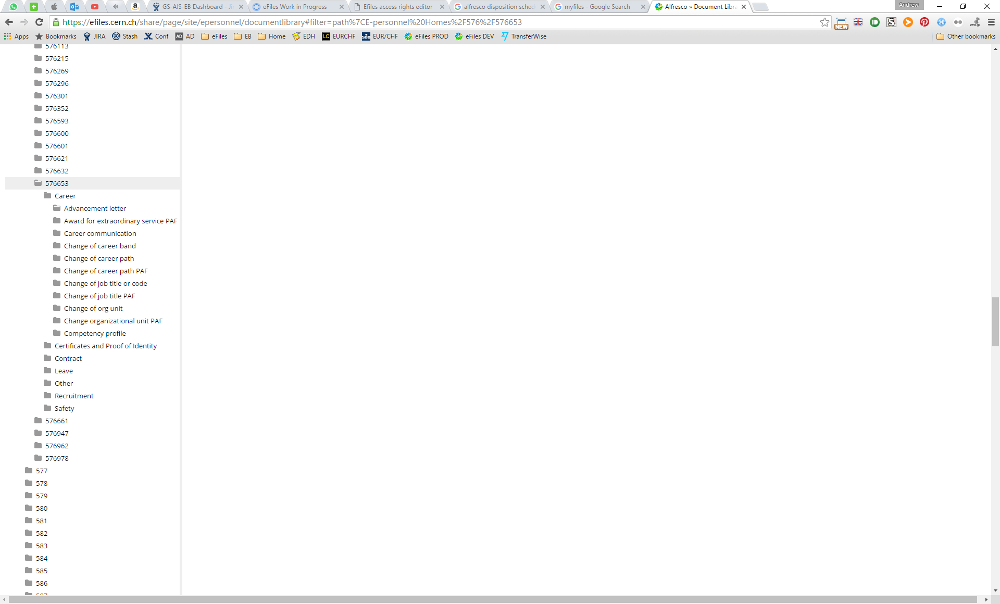 GS-AIS-EB Dashboard - Ji
eFiles Work in Progress
Efiles access rights editor
alfresco disposition sched
myfiles - Google Search
Alfresco » Document Libra
Andrew
https://efiles.cern.ch/share/page/site/epersonnel/documentlibrary#filter=path%7CE-personnel%20Homes%2F576%2F576653
NEW
Apps
Bookmarks
JIRA
Stash
Conf
AD
AD
eFiles
EB
Home
EDH
LC
EURCHF
EUR/CHF
eFiles PROD
eFiles DEV
TransferWise
Other bookmarks
576113
576215
576269
576296
576301
576352
576593
576600
576601
576621
576632
576653
Career
Advancement letter
Award for extraordinary service PAF
Career communication
Change of career band
Change of career path
Change of career path PAF
Change of job title or code
Change of job title PAF
Change of org unit
Change organizational unit PAF
Competency profile
Certificates and Proof of Identity
Contract
Leave
Other
Recruitment
Safety
576661
576947
576962
576978
577
578
579
580
581
582
583
584
585
586
587